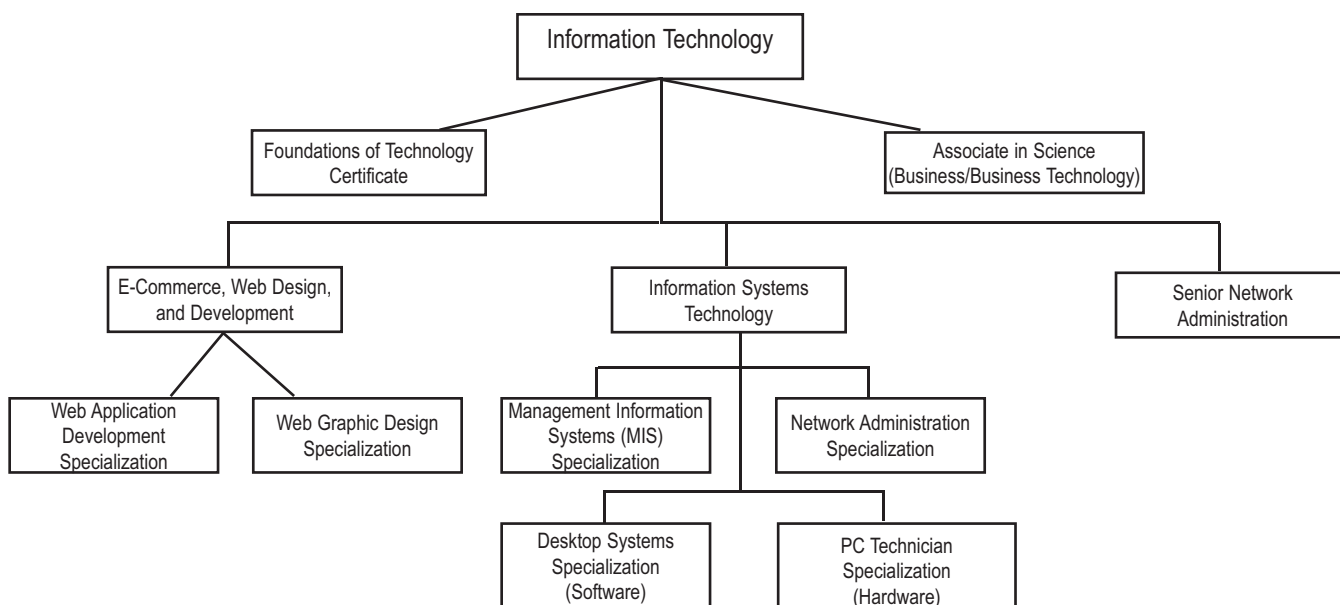 Information Technology
Foundations of Technology
Certificate
Associate in Science
(Business/Business Technology)
E-Commerce, Web Design,
and Development
Information Systems
Technology
Senior Network
Administration
Web Application
Development
Specialization
Web Graphic Design
Specialization
Management Information
Systems (MIS)
Specialization
Network Administration
Specialization
Desktop Systems
Specialization
(Software)
PC Technician
Specialization
(Hardware)